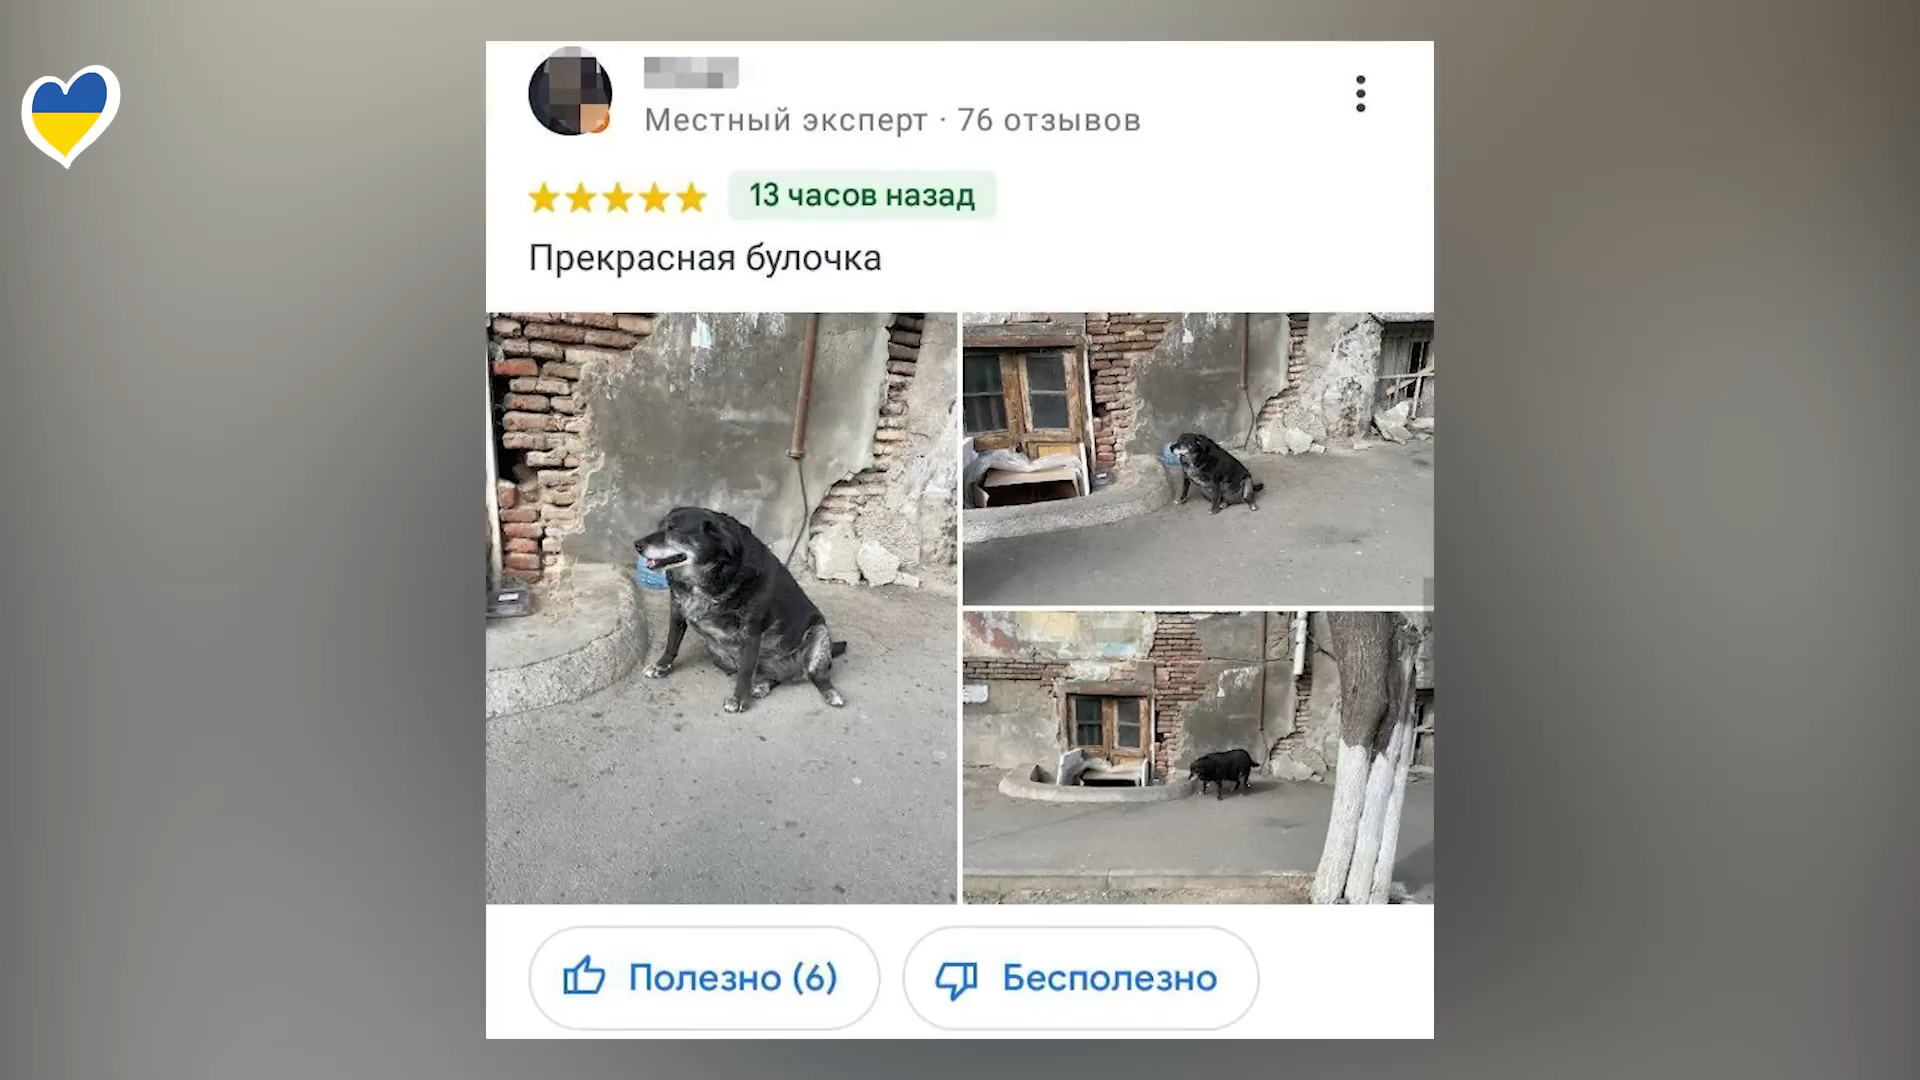 Местный эксперт · 76 отзывов
13 часов назад
Прекрасная булочка
Полезно (6)
Бесполезно